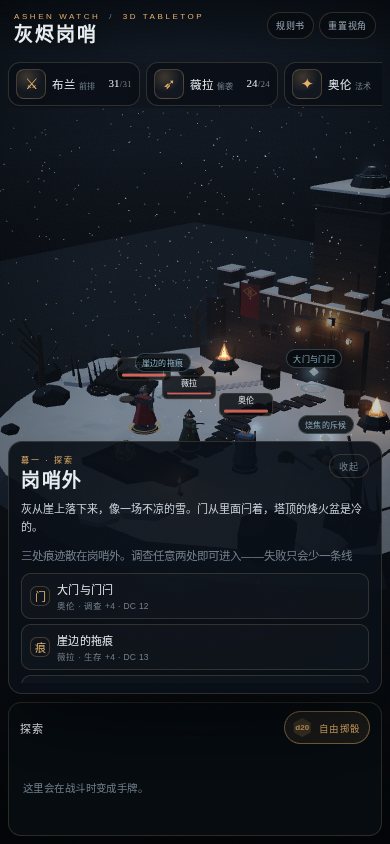 ASHEN WATCH / 3D TABLETOP
灰烬岗哨
规则书
重置视角
布兰 前排 31/31
薇拉 偷袭 24/24
奥伦 法术
崖边的拖痕
薇拉
奥伦
大门与门闩
烧焦的斥候
幕一 · 探索
岗哨外
收起
灰从崖上落下来，像一场不凉的雪。门从里面闩着，塔顶的烽火盆是冷
的。
三处痕迹散在岗哨外。调查任意两处即可进入——失败只会少一条线
门
大门与门闩
奥伦 · 调查 +4 · DC 12
痕
崖边的拖痕
薇拉 · 生存 +4 · DC 13
探索
d20 自由掷骰
这里会在战斗时变成手牌。